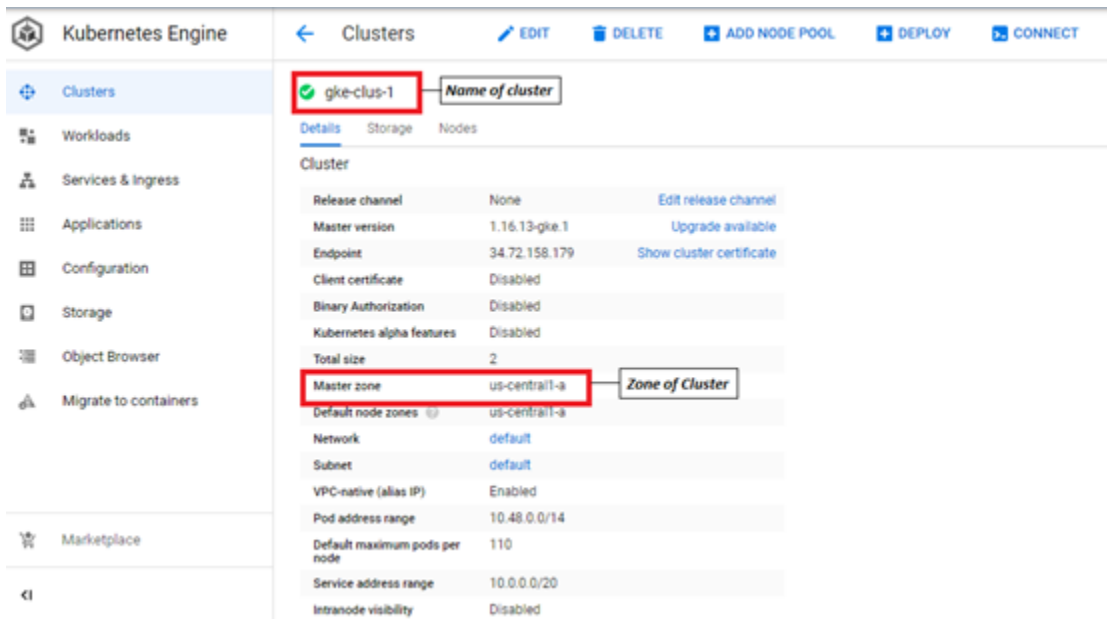 Kubernetes Engine
Clusters
EDIT
DELETE
ADD NODE POOL
DEPLOY
CONNECT
Clusters
Workloads
Services & Ingress
Applications
Configuration
Storage
Object Browser
Migrate to containers
Marketplace
gke-clus-1
Name of cluster
Details Storage Nodes
Cluster
Release channel None Edit release channel
Master version 1.16.13-gke.1 Upgrade available
Endpoint 34.72.158.179 Show cluster certificate
Client certificate Disabled
Binary Authorization Disabled
Kubernetes alpha features Disabled
Total size 2
Master zone us-central1-a Zone of Cluster
Default node zones us-central1-a
Network default
Subnet default
VPC-native (alias IP) Enabled
Pod address range 10.48.0.0/14
Default maximum pods per node 110
Service address range 10.0.0.0/20
Intranode visibility Disabled